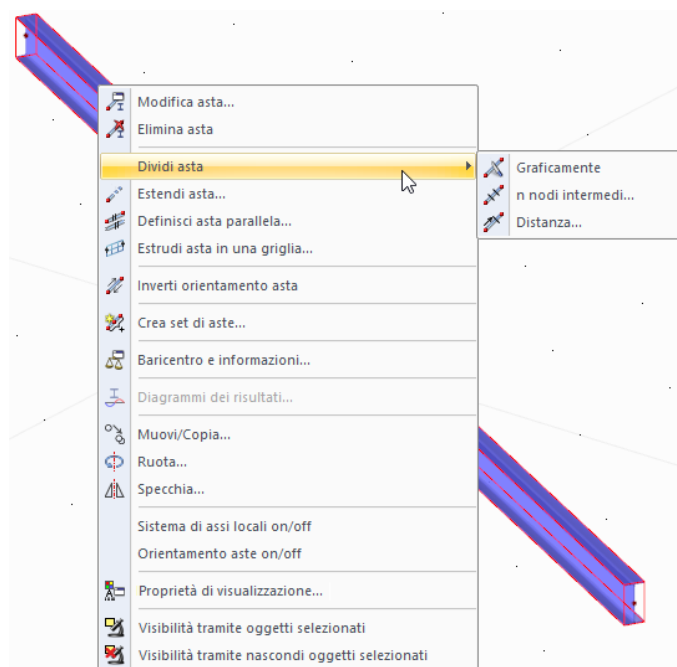 Modifica asta...
Elimina asta
Dividi asta
Graficamente
n nodi intermedi...
Distanza...
Estendi asta...
Definisci asta parallela...
Estrudi asta in una griglia...
Inverti orientamento asta
Crea set di aste...
Baricentro e informazioni...
Diagrammi dei risultati...
Muovi/Copia...
Ruota...
Specchia...
Sistema di assi locali on/off
Orientamento aste on/off
Proprietà di visualizzazione...
Visibilità tramite oggetti selezionati
Visibilità tramite nascondi oggetti selezionati